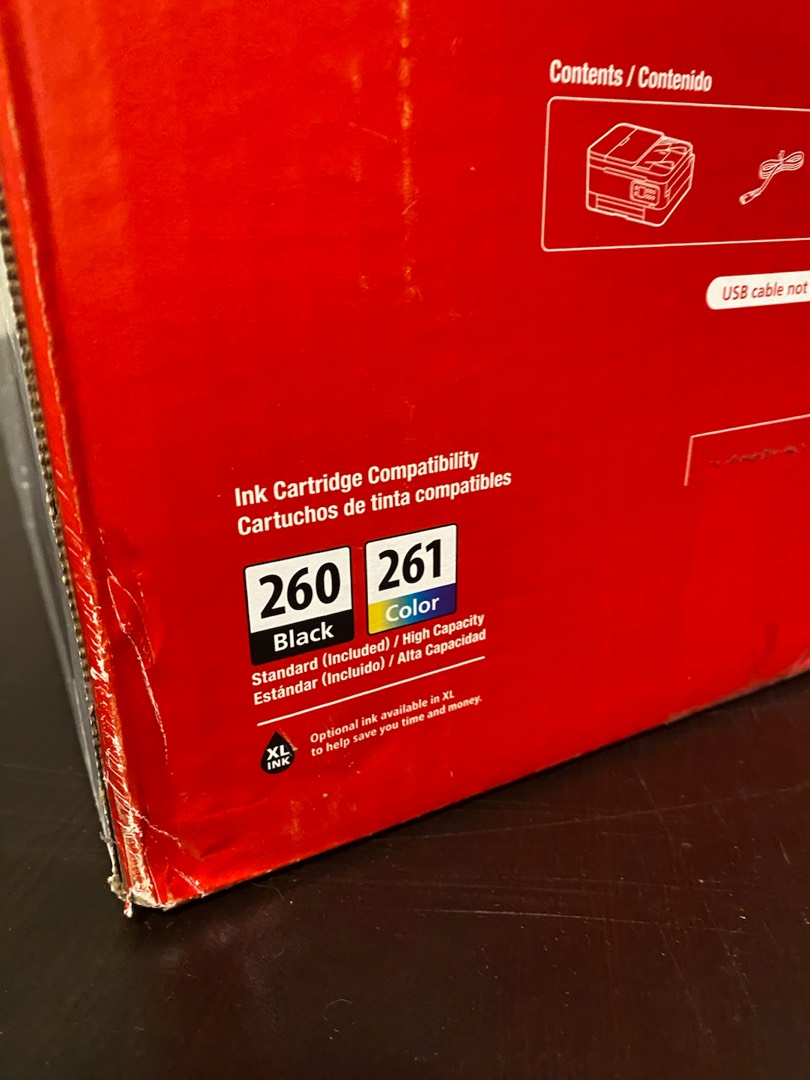 Contents / Contenido
USB cable not
Ink Cartridge Compatibility
Cartuchos de tinta compatibles
260
Black
261
Color
Standard (Included) / High Capacity
Estándar (Incluido) / Alta Capacidad
XL
INK
Optional ink available in XL
to help save you time and money.